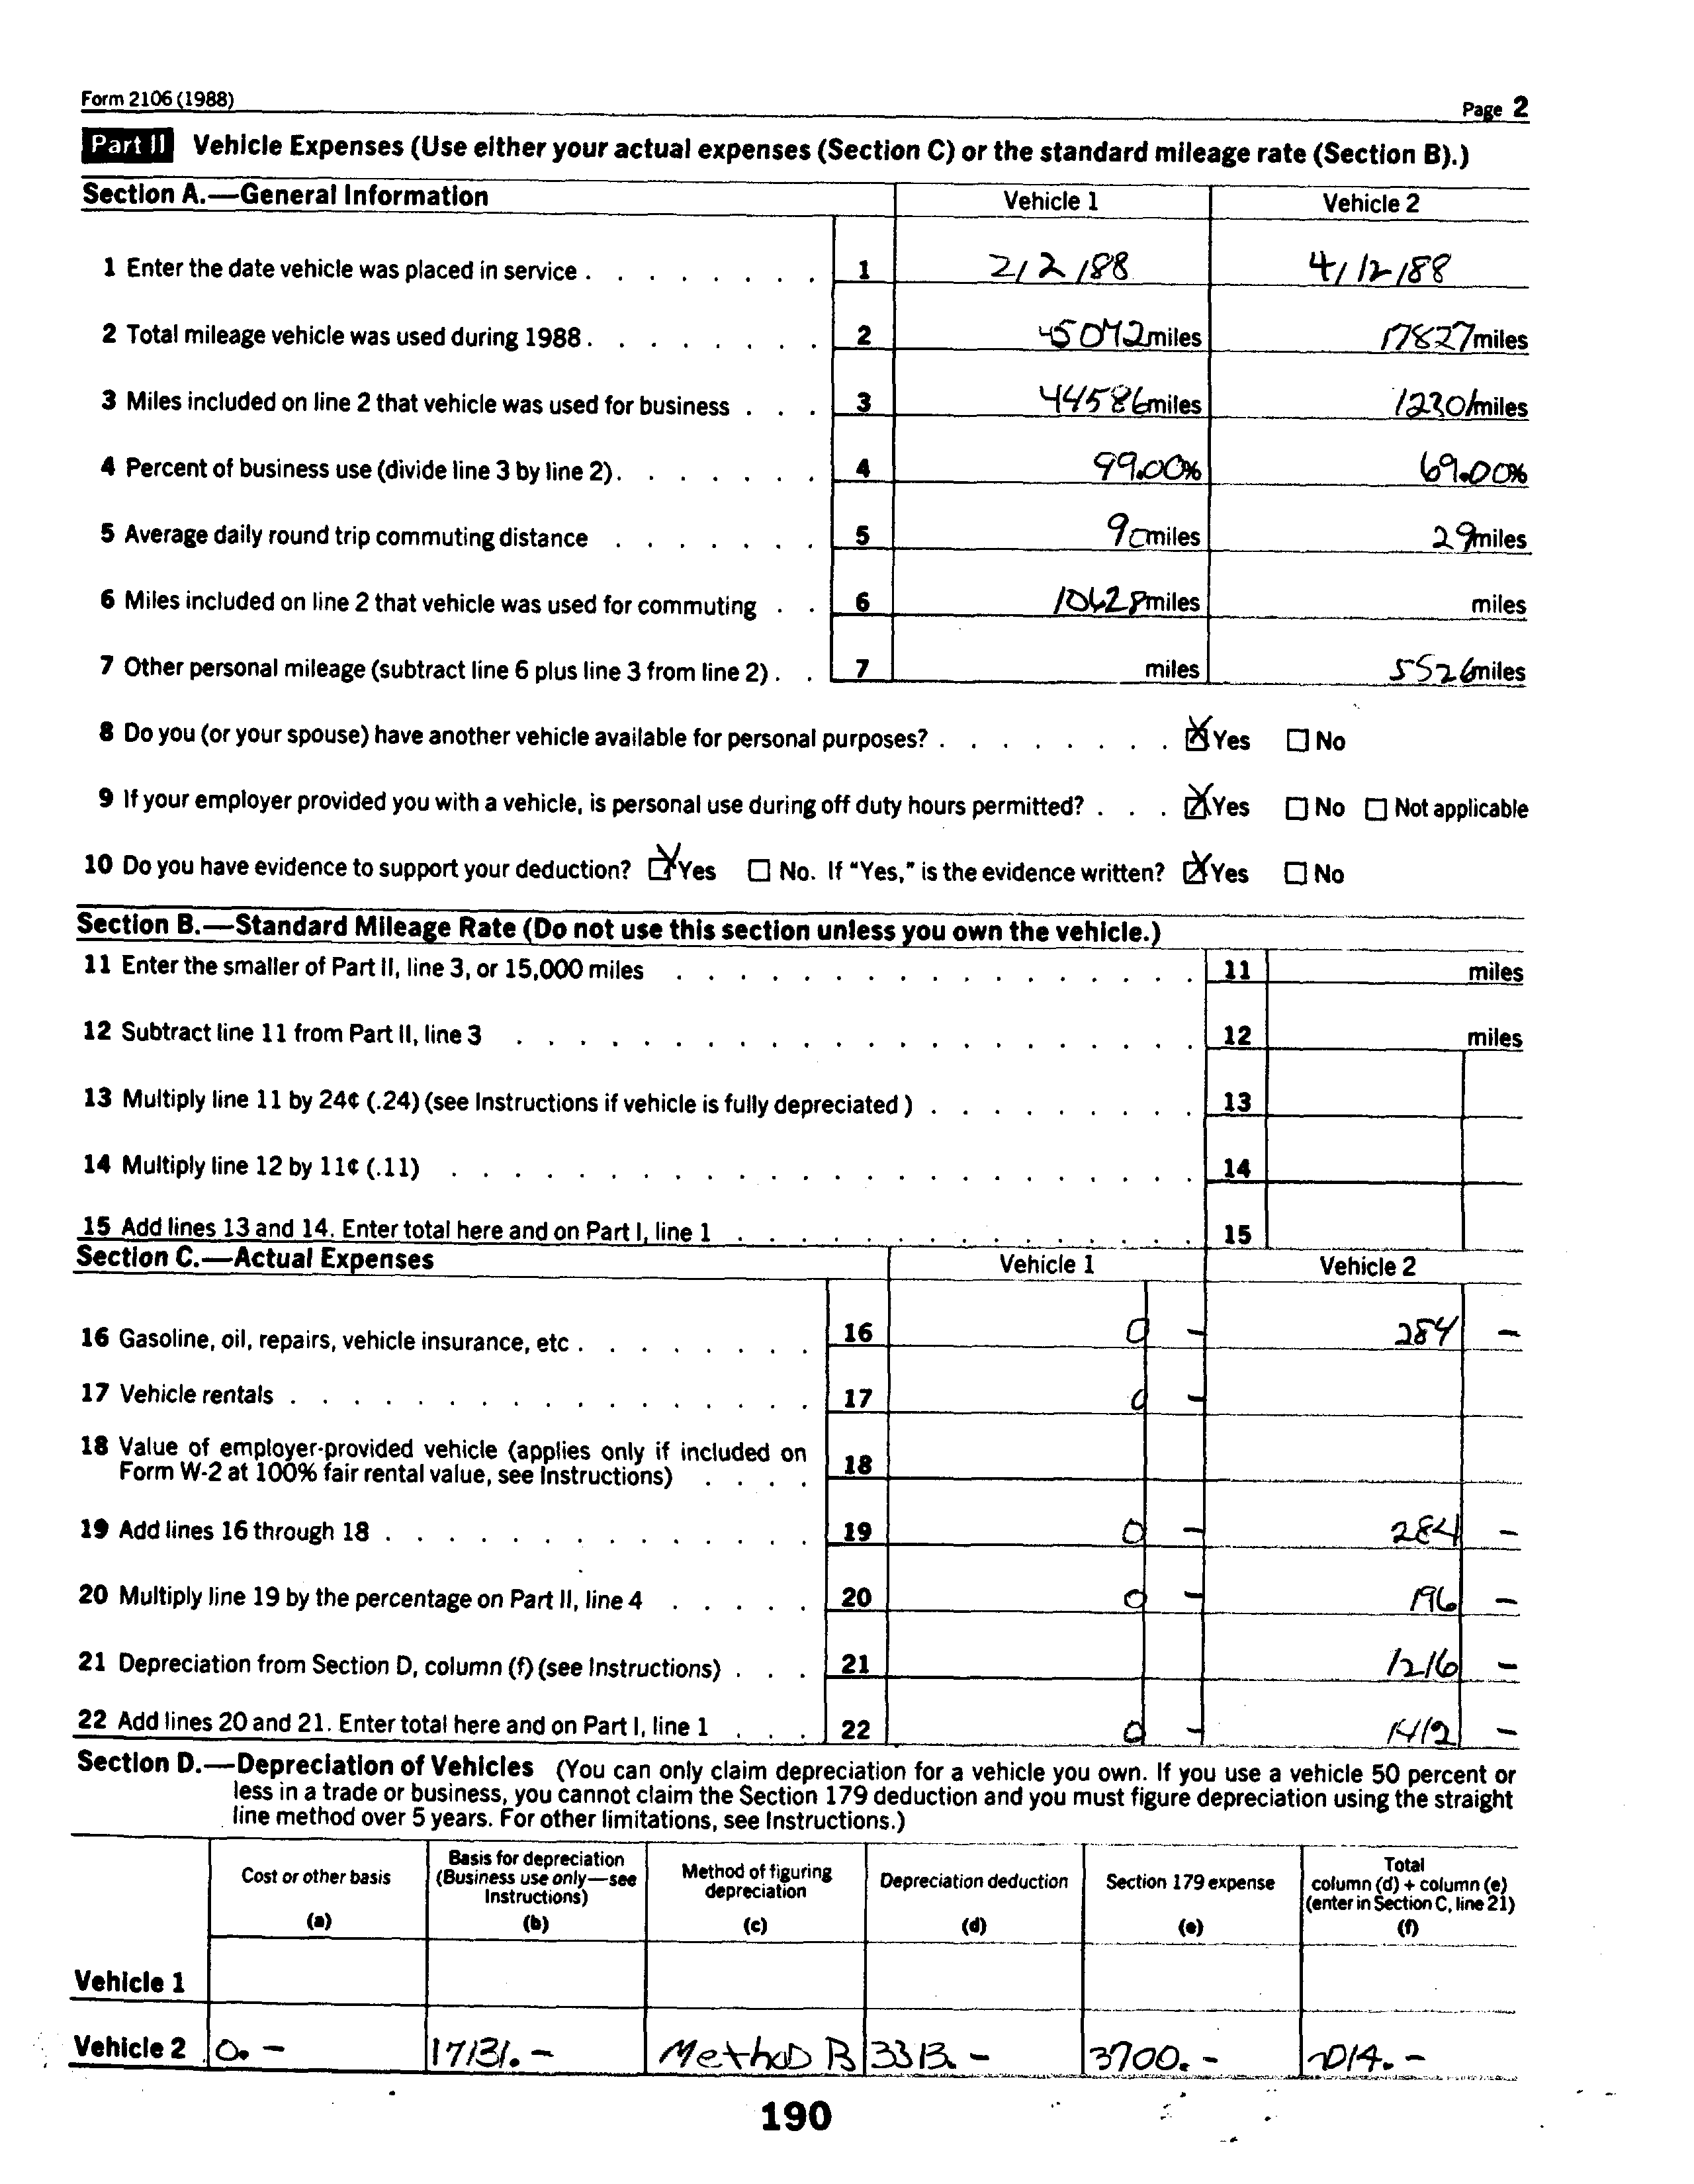 Form 2106 (1988)
Page 2
Part II Vehicle Expenses (Use either your actual expenses (Section C) or the standard mileage rate (Section B).)
Section A.—General Information Vehicle 1 Vehicle 2
1 Enter the date vehicle was placed in service . . . . . . . . 1 2/2/88 4/12/88
2 Total mileage vehicle was used during 1988 . . . . . . . . 2 45072 miles 17827 miles
3 Miles included on line 2 that vehicle was used for business . . . 3 44586 miles 12301 miles
4 Percent of business use (divide line 3 by line 2) . . . . . . . 4 99.00% 69.00%
5 Average daily round trip commuting distance . . . . . . . 5 90 miles 29 miles
6 Miles included on line 2 that vehicle was used for commuting . . 6 10628 miles miles
7 Other personal mileage (subtract line 6 plus line 3 from line 2) . . 7 miles 5526 miles
8 Do you (or your spouse) have another vehicle available for personal purposes? . . . . . . . . Yes No
9 If your employer provided you with a vehicle, is personal use during off duty hours permitted? . . . Yes No Not applicable
10 Do you have evidence to support your deduction? Yes No. If "Yes," is the evidence written? Yes No
Section B.—Standard Mileage Rate (Do not use this section unless you own the vehicle.)
11 Enter the smaller of Part II, line 3, or 15,000 miles . . . . . . . . . . . . . . . . . 11 miles
12 Subtract line 11 from Part II, line 3 . . . . . . . . . . . . . . . . . . . . . . 12 miles
13 Multiply line 11 by 24¢ (.24) (see Instructions if vehicle is fully depreciated) . . . . . . . . . 13
14 Multiply line 12 by 11¢ (.11) . . . . . . . . . . . . . . . . . . . . . . . . 14
15 Add lines 13 and 14. Enter total here and on Part I, line 1 . . . . . . . . . . . . . . . 15
Section C.—Actual Expenses Vehicle 1 Vehicle 2
16 Gasoline, oil, repairs, vehicle insurance, etc . . . . . . . . 16 0 – 284 –
17 Vehicle rentals . . . . . . . . . . . . . . . . . 17 0 –
18 Value of employer-provided vehicle (applies only if included on
Form W-2 at 100% fair rental value, see Instructions) . . . . 18
19 Add lines 16 through 18 . . . . . . . . . . . . . . 19 0 – 284 –
20 Multiply line 19 by the percentage on Part II, line 4 . . . . . 20 0 – 196 –
21 Depreciation from Section D, column (f) (see Instructions) . . . 21 1216 –
22 Add lines 20 and 21. Enter total here and on Part I, line 1 . . . 22 0 – 1412 –
Section D.—Depreciation of Vehicles (You can only claim depreciation for a vehicle you own. If you use a vehicle 50 percent or
less in a trade or business, you cannot claim the Section 179 deduction and you must figure depreciation using the straight
line method over 5 years. For other limitations, see Instructions.)
Cost or other basis (a)
Basis for depreciation (Business use only—see Instructions) (b)
Method of figuring depreciation (c)
Depreciation deduction (d)
Section 179 expense (e)
Total column (d) + column (e) (enter in Section C, line 21) (f)
Vehicle 1
Vehicle 2 0. – 17131. – Method B 3313. – 3700. – 7014. –
190